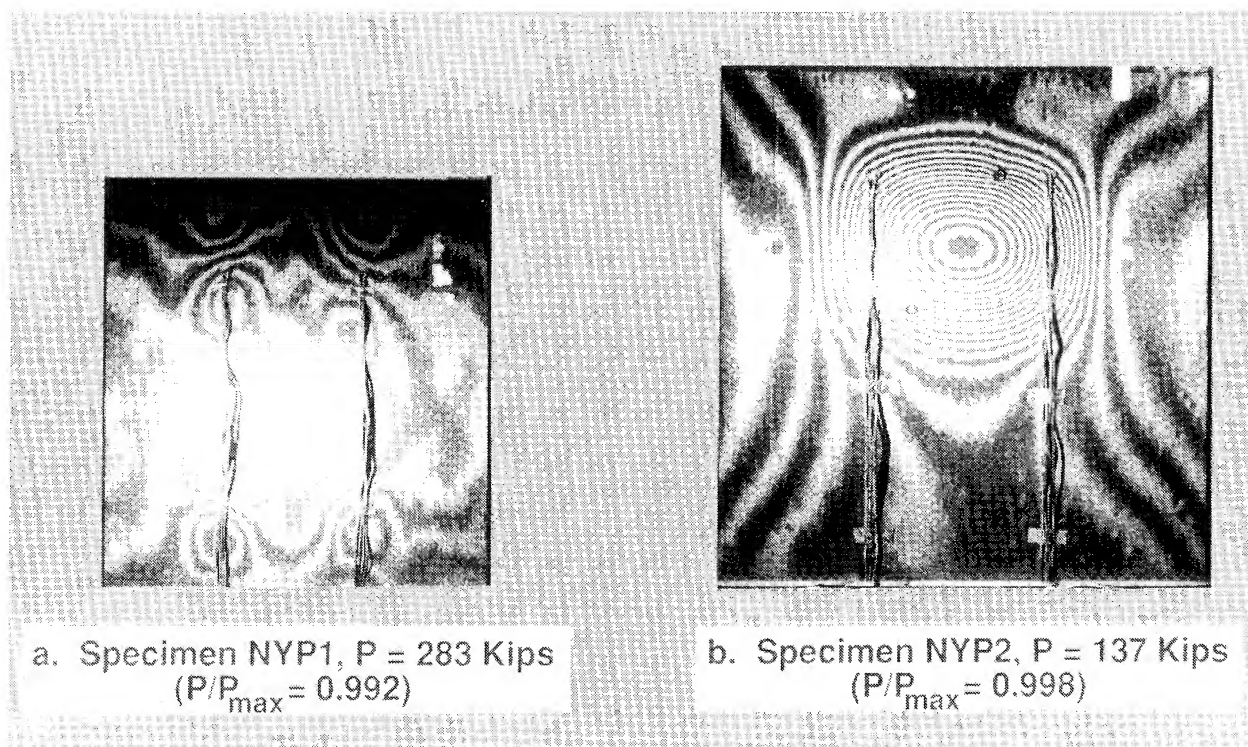 a. Specimen NYP1, P = 283 Kips
(P/Pmax = 0.992)
b. Specimen NYP2, P = 137 Kips
(P/Pmax = 0.998)